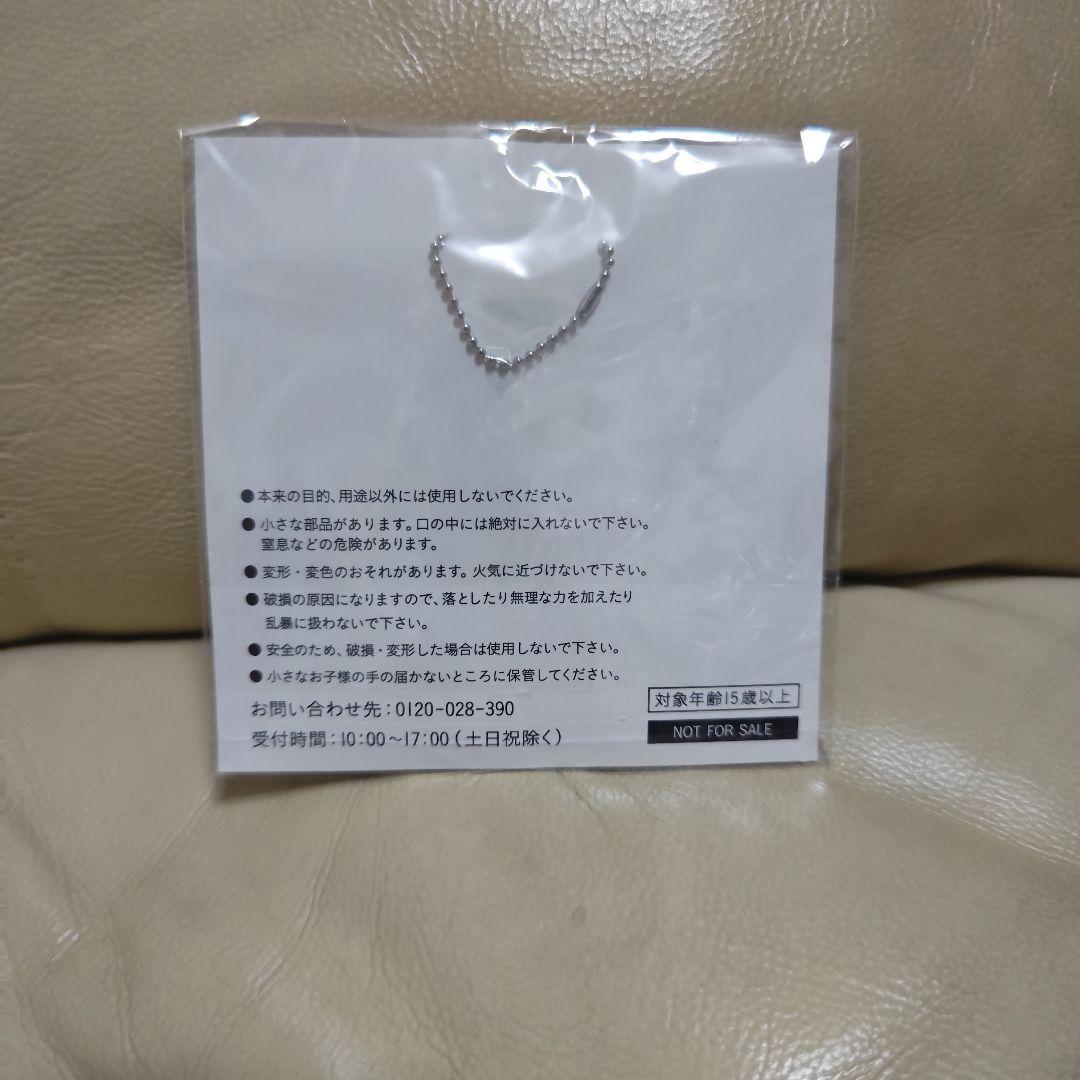 ●本来の目的、用途以外には使用しないでください。
●小さな部品があります。口の中には絶対に入れないで下さい。
窒息などの危険があります。
●変形・変色のおそれがあります。火気に近づけないで下さい。
●破損の原因になりますので、落としたり無理な力を加えたり
乱暴に扱わないで下さい。
●安全のため、破損・変形した場合は使用しないで下さい。
●小さなお子様の手の届かないところに保管してください。
お問い合わせ先:0120-028-390
受付時間:10:00~17:00(土日祝除く)
対象年齢15歳以上
NOT FOR SALE